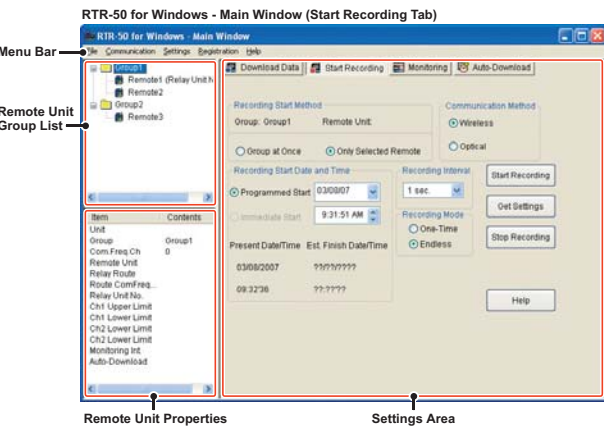 RTR-50 for Windows - Main Window (Start Recording Tab)
RTR-50 for Windows - Main Window
Menu Bar
File Communication Settings Registration Help
Group1
Remote1 (Relay Unit N
Remote2
Group2
Remote3
Remote Unit
Group List
Download Data
Start Recording
Monitoring
Auto-Download
Recording Start Method
Group: Group1 Remote Unit:
Group at Once
Only Selected Remote
Communication Method
Wireless
Optical
Recording Start Date and Time
Programmed Start 03/08/07
Immediate Start 9:31:51 AM
Present Date/Time Est. Finish Date/Time
03/08/2007 ??/??/????
09:32'36 ??:??'??
Recording Interval
1 sec.
Recording Mode
One-Time
Endless
Start Recording
Get Settings
Stop Recording
Help
Item Contents
Unit
Group Group1
Com.Freq.Ch 0
Remote Unit
Relay Route
Route ComFreq...
Relay Unit No.
Ch1 Upper Limit
Ch1 Lower Limit
Ch2 Lower Limit
Ch2 Lower Limit
Monitoring Int
Auto-Download
Remote Unit Properties
Settings Area